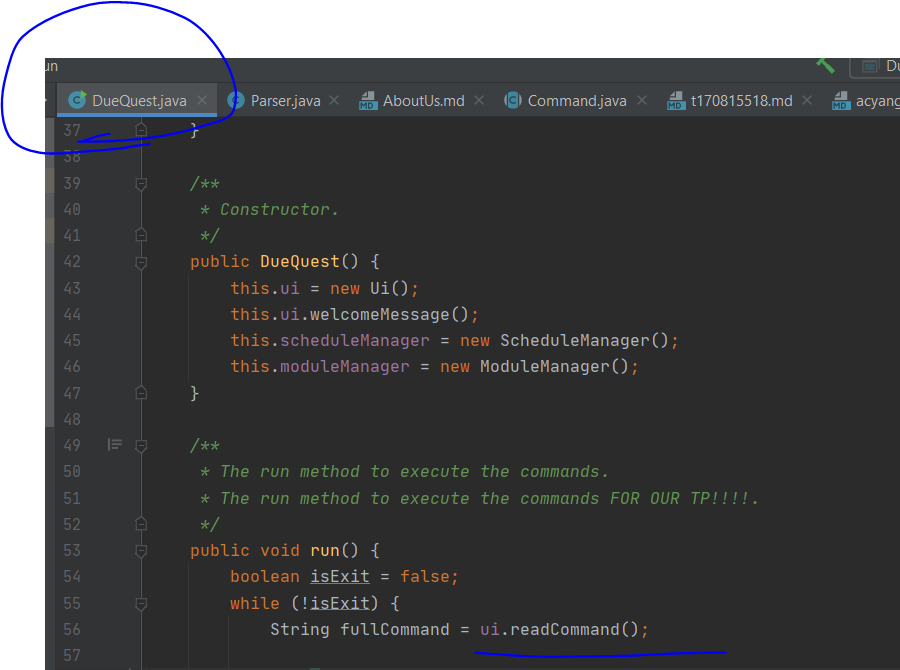 un
Du
DueQuest.java Parser.java AboutUs.md Command.java t170815518.md acyang
37 }
38
39 /**
40 * Constructor.
41 */
42 public DueQuest() {
43 this.ui = new Ui();
44 this.ui.welcomeMessage();
45 this.scheduleManager = new ScheduleManager();
46 this.moduleManager = new ModuleManager();
47 }
48
49 /**
50 * The run method to execute the commands.
51 * The run method to execute the commands FOR OUR TP!!!!.
52 */
53 public void run() {
54 boolean isExit = false;
55 while (!isExit) {
56 String fullCommand = ui.readCommand();
57